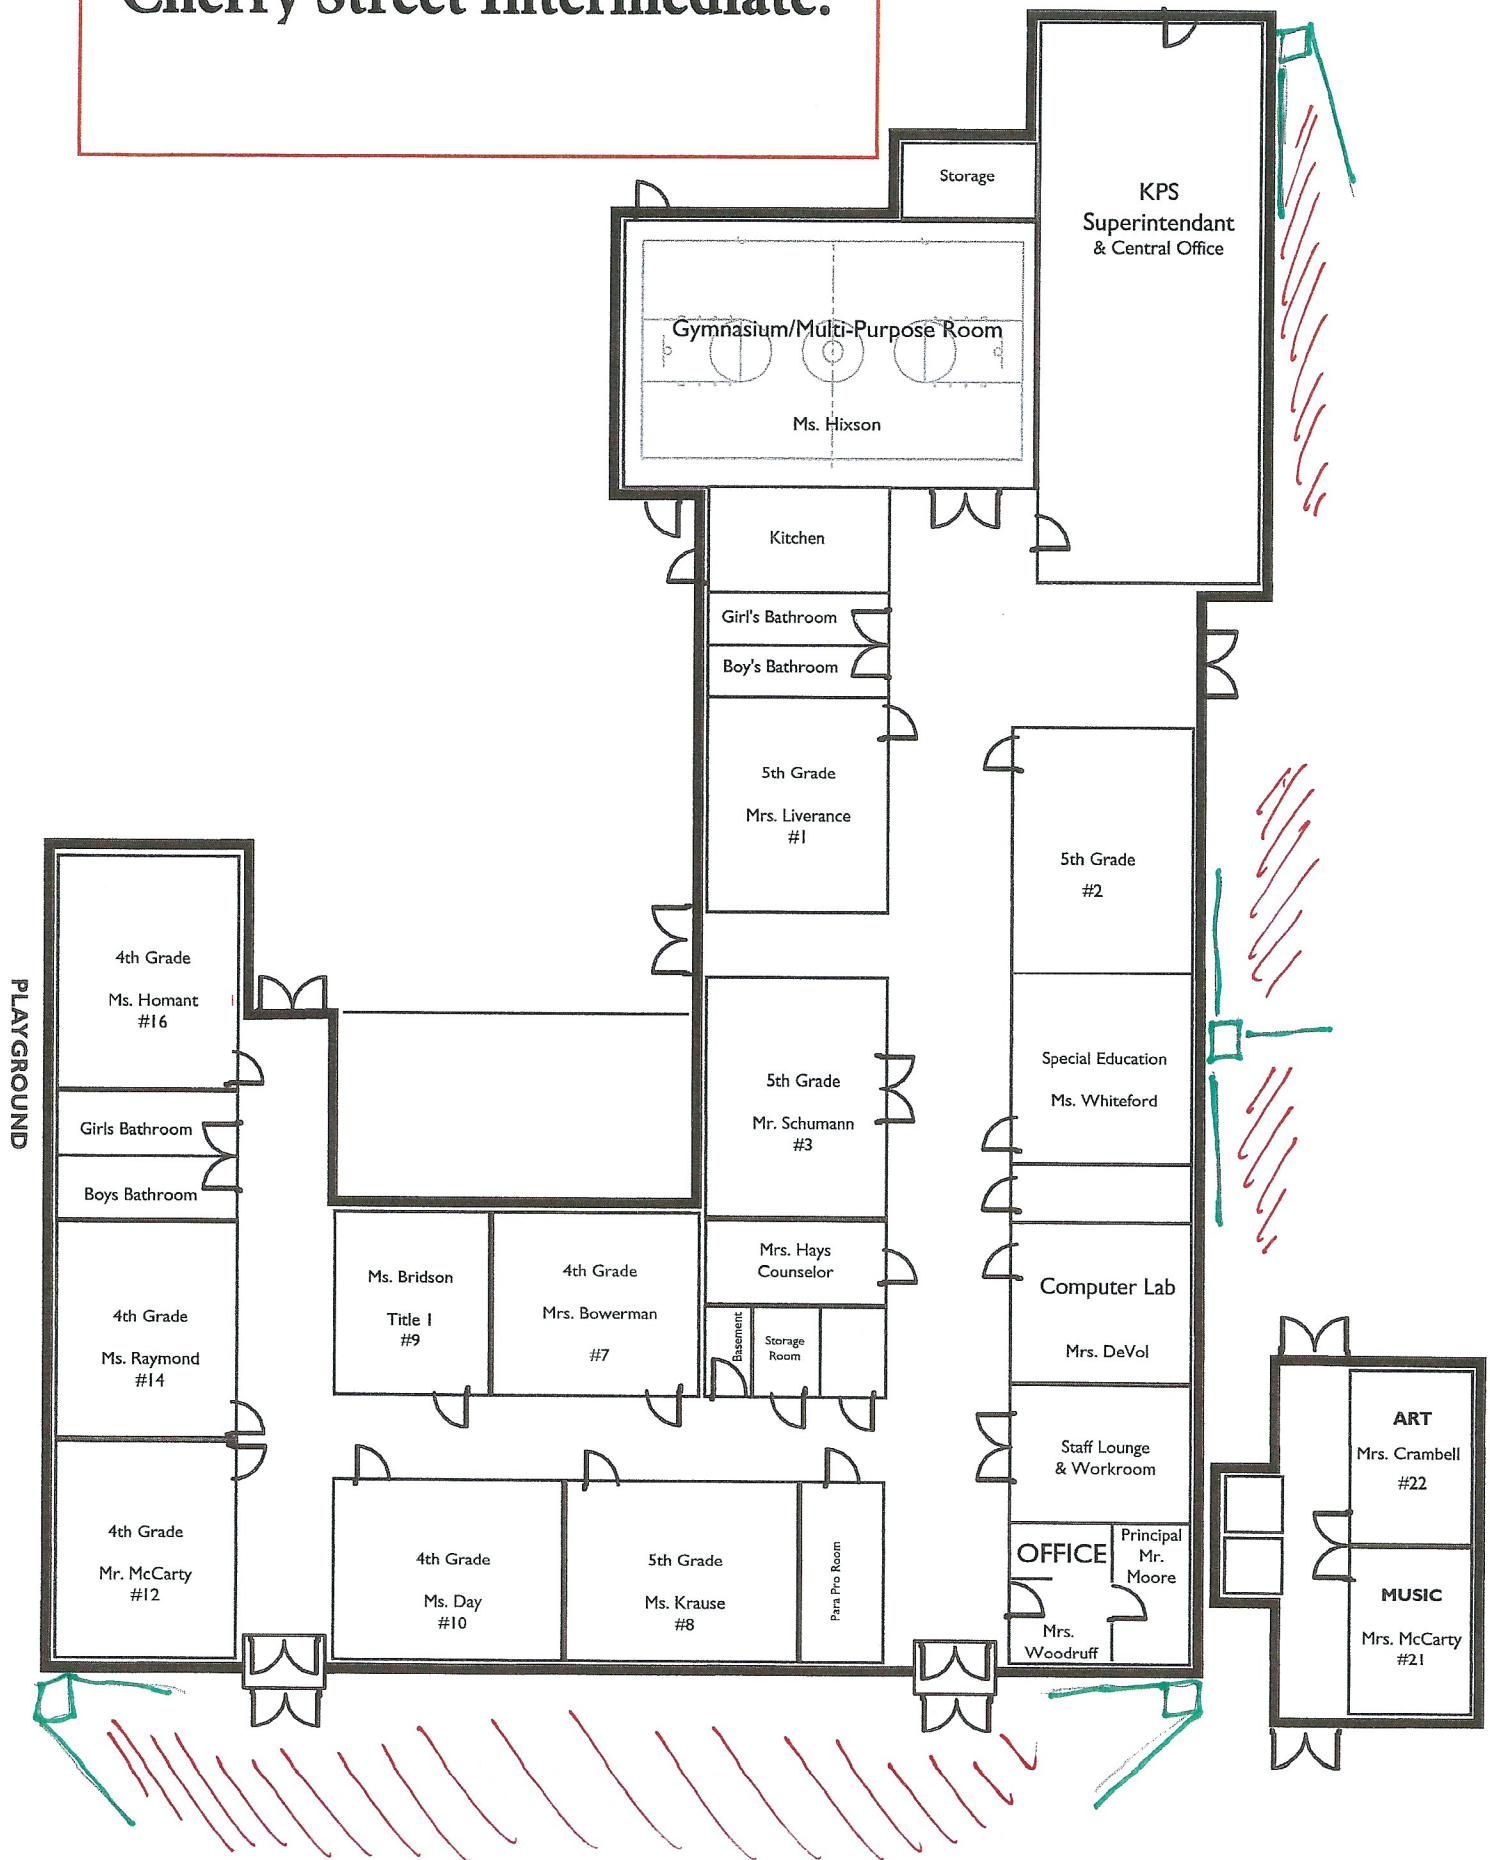 Cherry Street Intermediate.
Storage
KPS
Superintendant
& Central Office
Gymnasium/Multi-Purpose Room
Ms. Hixson
Kitchen
Girl's Bathroom
Boy's Bathroom
5th Grade
Mrs. Liverance
#1
5th Grade
#2
4th Grade
Ms. Homant
#16
PLAYGROUND
Special Education
Ms. Whiteford
5th Grade
Mr. Schumann
#3
Girls Bathroom
Boys Bathroom
Mrs. Hays
Counselor
Ms. Bridson
Title 1
#9
4th Grade
Mrs. Bowerman
#7
Computer Lab
Mrs. DeVol
4th Grade
Ms. Raymond
#14
Basement
Storage
Room
ART
Mrs. Crambell
#22
Staff Lounge
& Workroom
4th Grade
Mr. McCarty
#12
4th Grade
Ms. Day
#10
5th Grade
Ms. Krause
#8
Para Pro Room
OFFICE
Mrs.
Woodruff
Principal
Mr.
Moore
MUSIC
Mrs. McCarty
#21